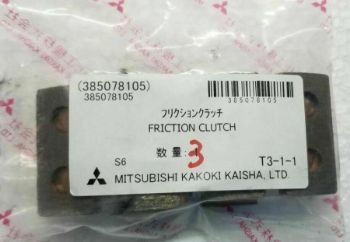 (385078105)
385078105
385078105
フリクションクラッチ
FRICTION CLUTCH
数量: 3
S6 T3-1-1
MITSUBISHI KAKOKI KAISHA, LTD.